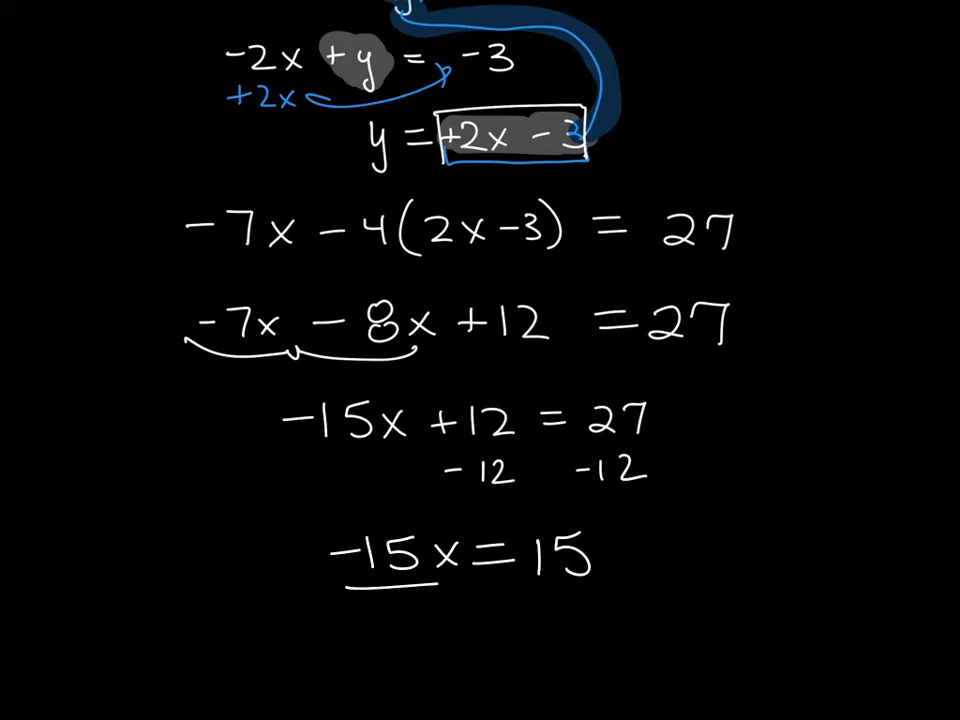 -2x + y = -3
+2x
y = +2x - 3
-7x - 4(2x-3) = 27
-7x - 8x + 12 = 27
-15x + 12 = 27
-12 -12
-15x = 15